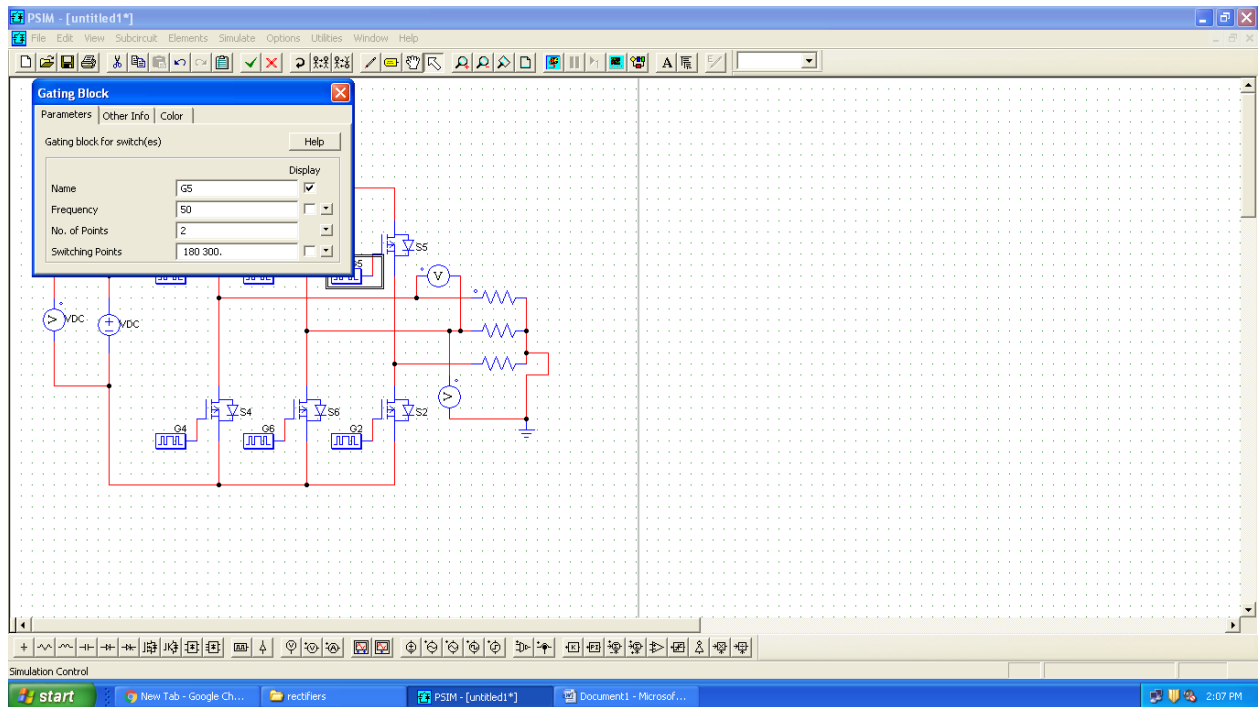 PSIM - [untitled1*]
File Edit View Subcircuit Elements Simulate Options Utilities Window Help
Gating Block
Parameters Other Info Color
Gating block for switch(es) Help
Display
Name G5
Frequency 50
No. of Points 2
Switching Points 180 300.
G5
S5
V
VDC
VDC
V
S4
S6
S2
G4
G6
G2
Simulation Control
start New Tab - Google Ch... rectifiers PSIM - [untitled1*] Document1 - Microsof... 2:07 PM